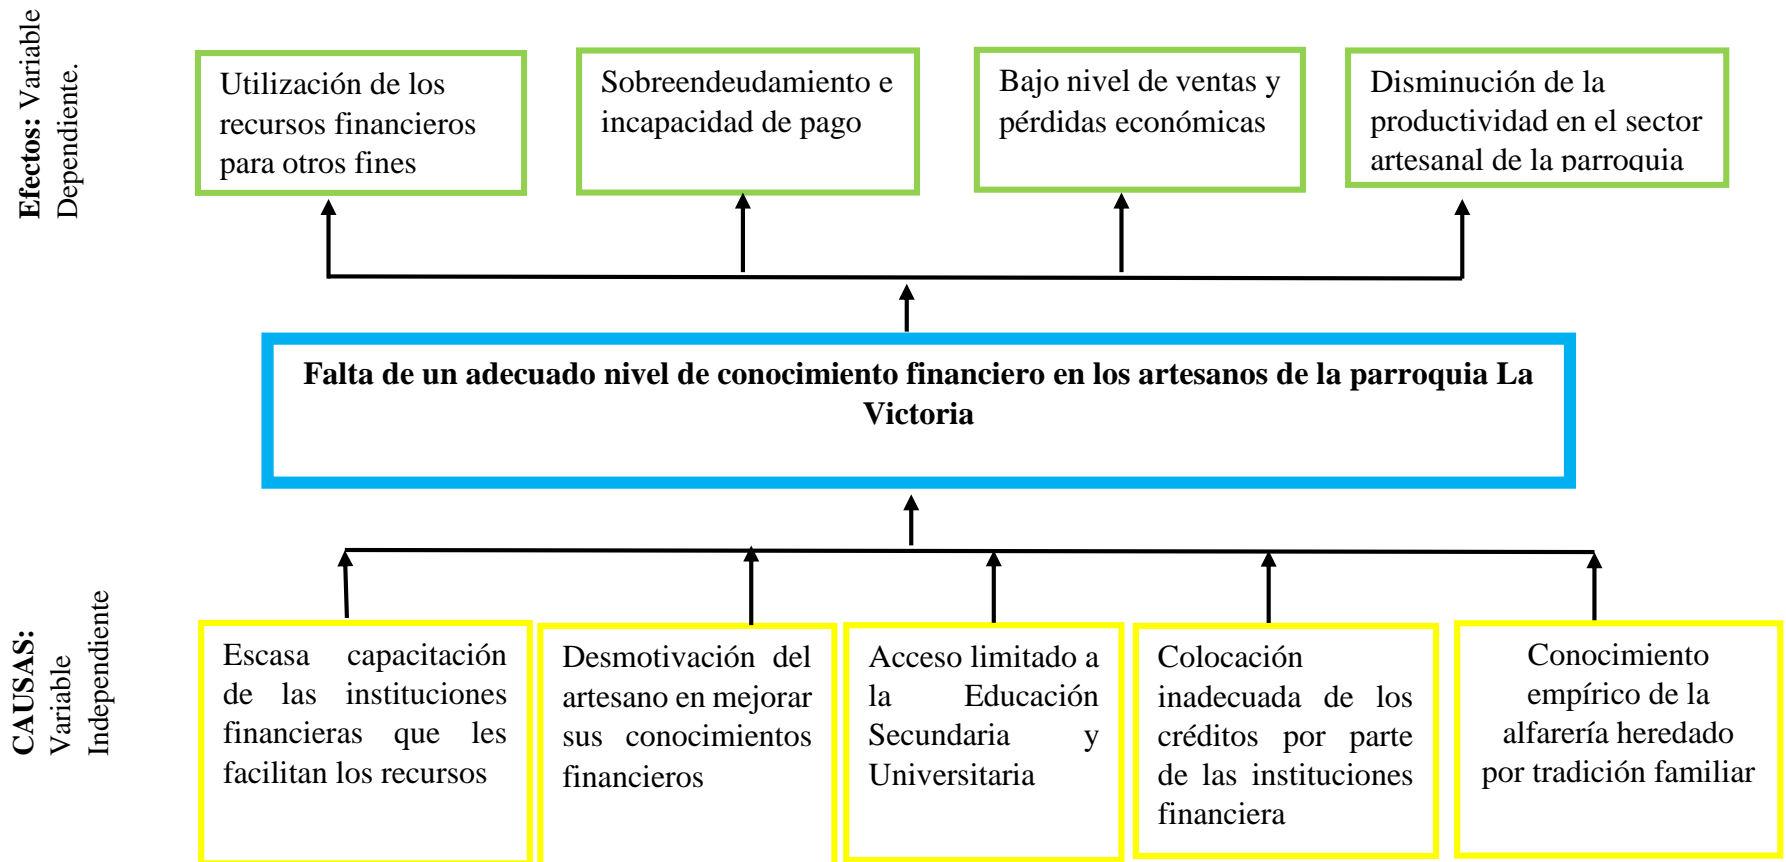 Efectos: Variable
Dependiente.
Utilización de los
recursos financieros
para otros fines
Sobreendeudamiento e
incapacidad de pago
Bajo nivel de ventas y
pérdidas económicas
Disminución de la
productividad en el sector
artesanal de la parroquia
Falta de un adecuado nivel de conocimiento financiero en los artesanos de la parroquia La
Victoria
CAUSAS:
Variable
Independiente
Escasa capacitación
de las instituciones
financieras que les
facilitan los recursos
Desmotivación del
artesano en mejorar
sus conocimientos
financieros
Acceso limitado a
la Educación
Secundaria y
Universitaria
Colocación
inadecuada de los
créditos por parte
de las instituciones
financiera
Conocimiento
empírico de la
alfarería heredado
por tradición familiar